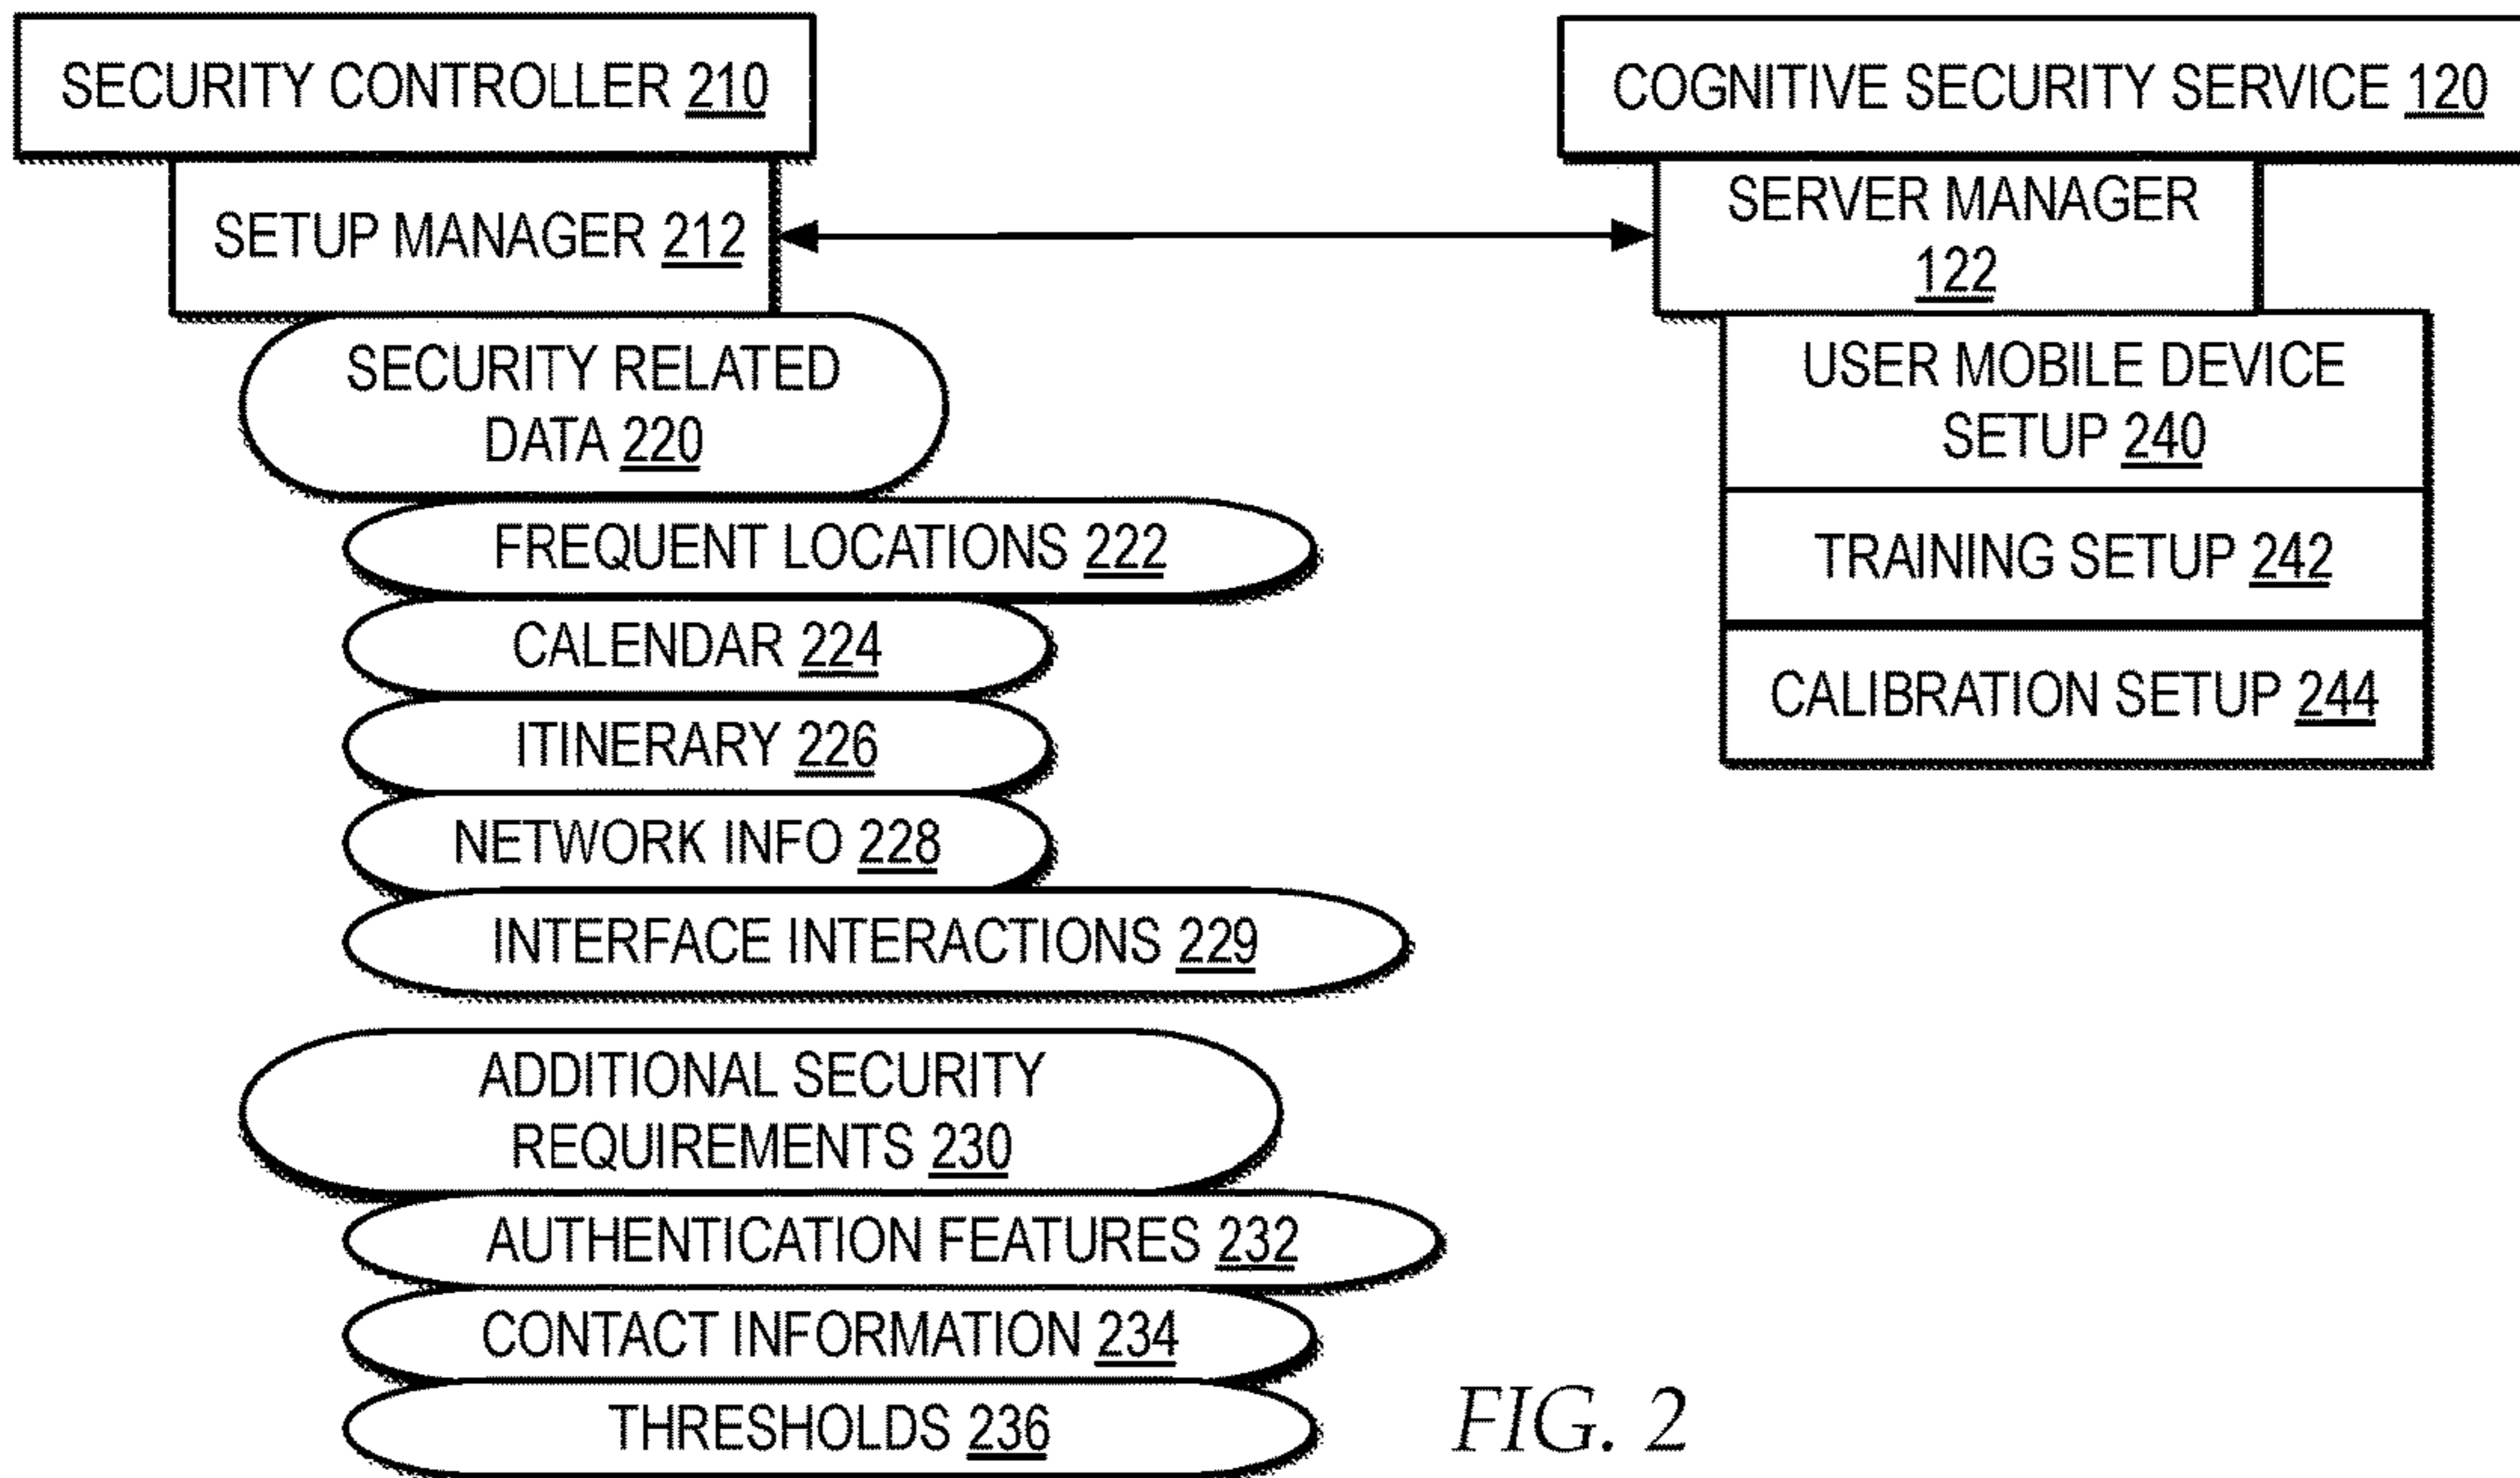 SECURITY CONTROLLER 210
SETUP MANAGER 212
SECURITY RELATED
DATA 220
FREQUENT LOCATIONS 222
CALENDAR 224
ITINERARY 226
NETWORK INFO 228
INTERFACE INTERACTIONS 229
ADDITIONAL SECURITY
REQUIREMENTS 230
AUTHENTICATION FEATURES 232
CONTACT INFORMATION 234
THRESHOLDS 236
COGNITIVE SECURITY SERVICE 120
SERVER MANAGER
122
USER MOBILE DEVICE
SETUP 240
TRAINING SETUP 242
CALIBRATION SETUP 244
FIG. 2